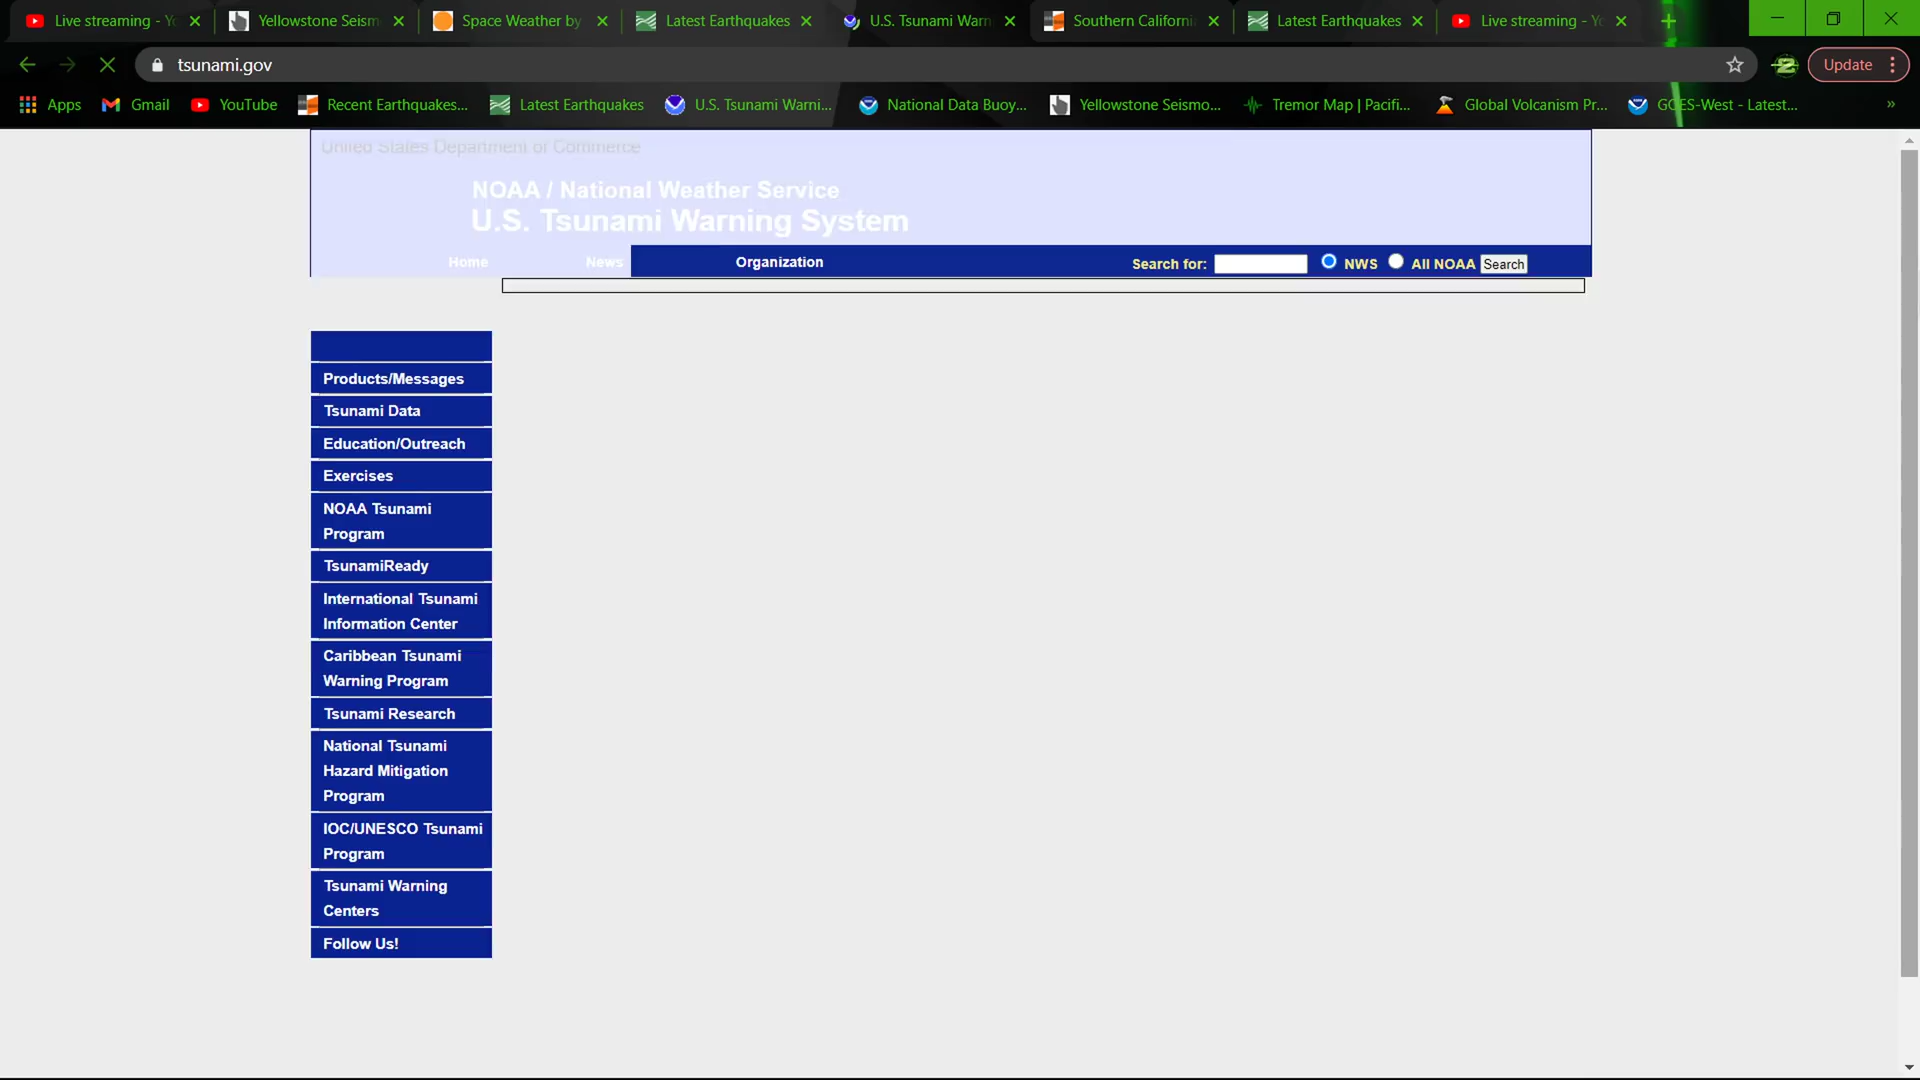 Live streaming - Yo
Yellowstone Seism
Space Weather by
Latest Earthquakes
U.S. Tsunami Warn
Southern California
Latest Earthquakes
Live streaming - Yo
tsunami.gov
Update
Apps
Gmail
YouTube
Recent Earthquakes...
Latest Earthquakes
U.S. Tsunami Warni...
National Data Buoy...
Yellowstone Seismo...
Tremor Map | Pacifi...
Global Volcanism Pr...
GOES-West - Latest...
United States Department of Commerce
NOAA / National Weather Service
U.S. Tsunami Warning System
Home
News
Organization
Search for:
NWS
All NOAA
Search
Products/Messages
Tsunami Data
Education/Outreach
Exercises
NOAA Tsunami
Program
TsunamiReady
International Tsunami
Information Center
Caribbean Tsunami
Warning Program
Tsunami Research
National Tsunami
Hazard Mitigation
Program
IOC/UNESCO Tsunami
Program
Tsunami Warning
Centers
Follow Us!